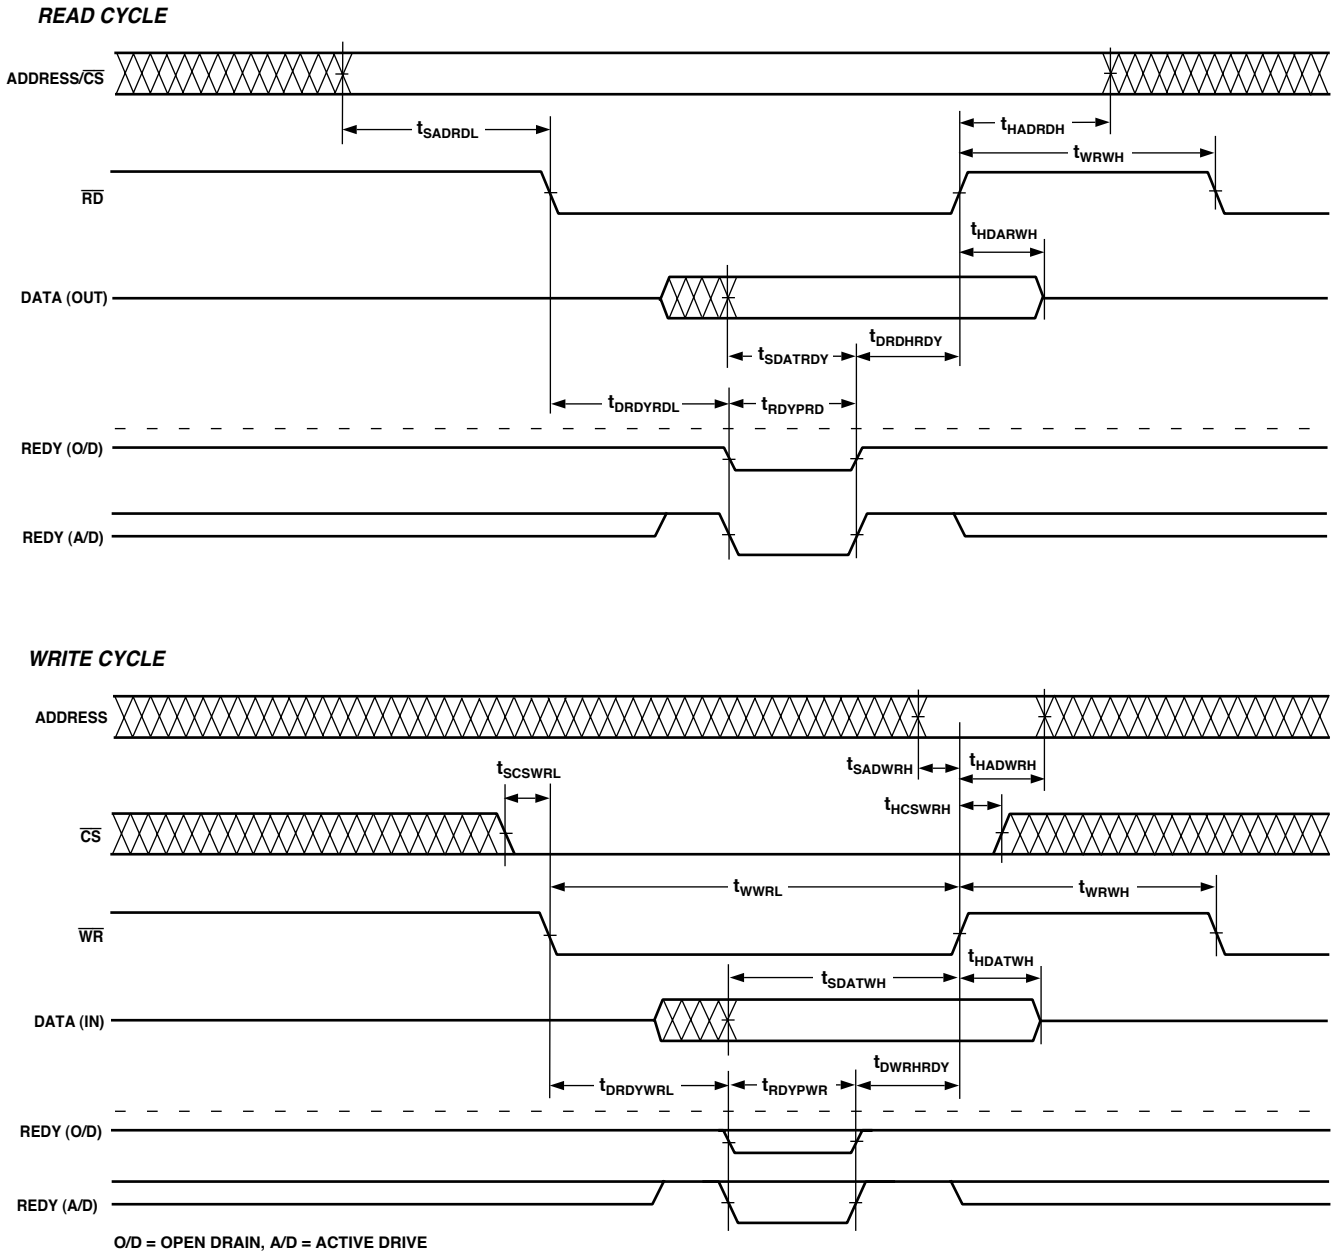 READ CYCLE
ADDRESS/CS
tSADRDL
tHADRDH
tWRWH
RD
tHDARWH
DATA (OUT)
tSDATRDY
tDRDHRDY
tDRDYRDL
tRDYPRD
REDY (O/D)
REDY (A/D)
WRITE CYCLE
ADDRESS
tSCSWRL
tSADWRH
tHADWRH
tHCSWRH
CS
tWWRL
tWRWH
WR
tHDATWH
tSDATWH
DATA (IN)
tDRDYWRL
tRDYPWR
tDWRHRDY
REDY (O/D)
REDY (A/D)
O/D = OPEN DRAIN, A/D = ACTIVE DRIVE